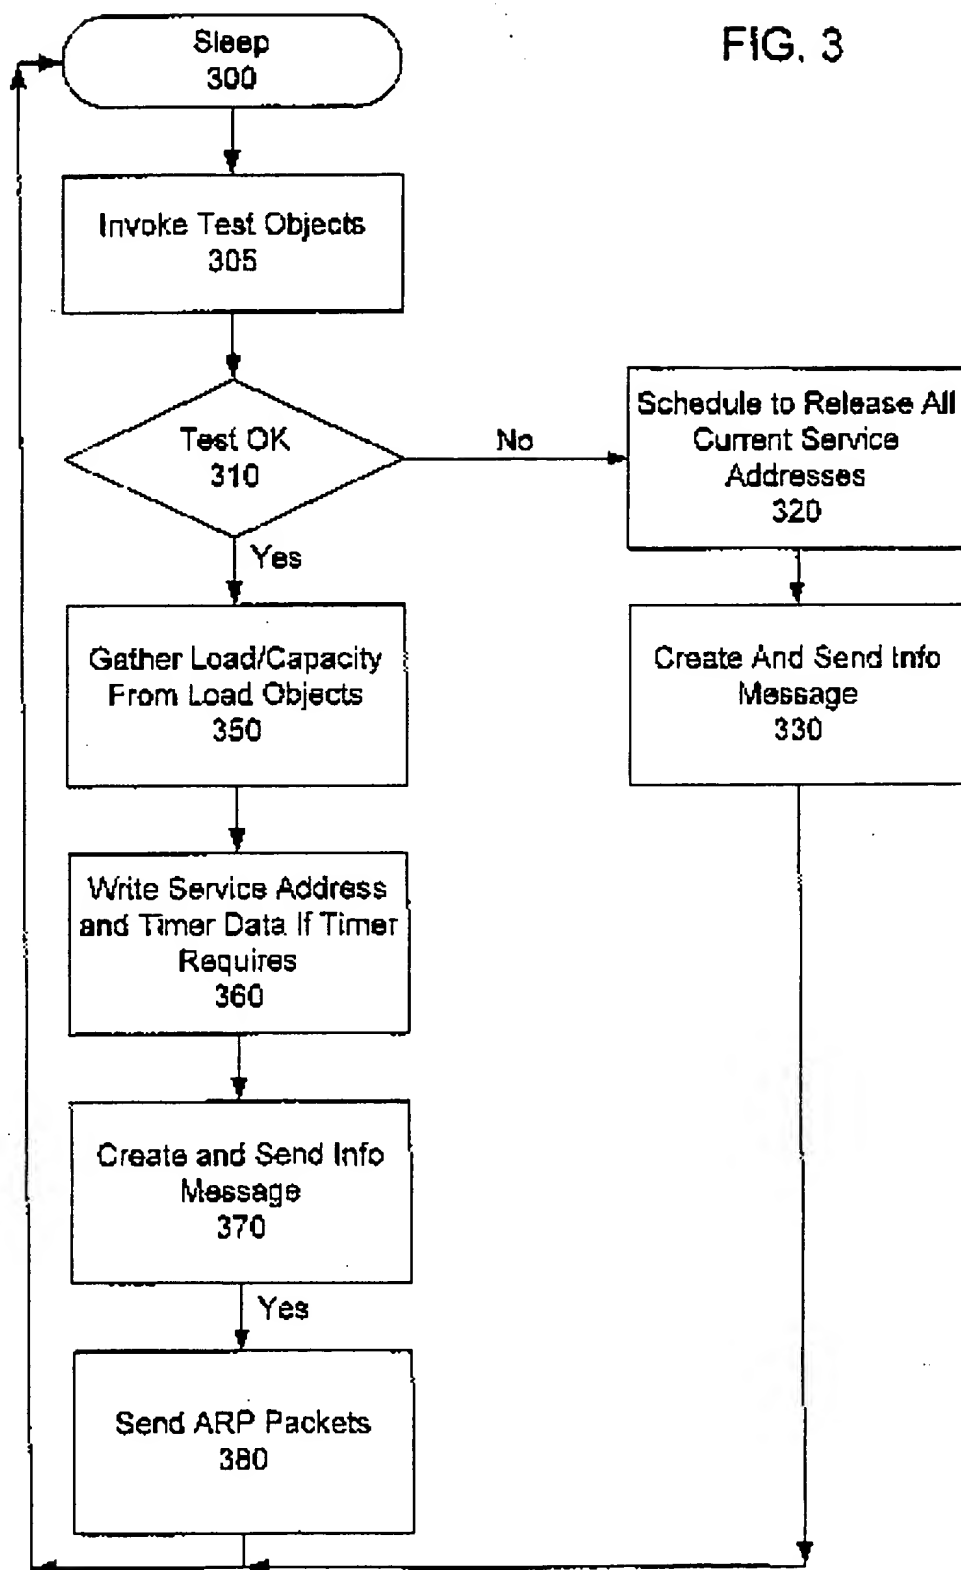 FIG. 3
Sleep
300
Invoke Test Objects
305
Test OK
310
No
Schedule to Release All
Current Service
Addresses
320
Yes
Gather Load/Capacity
From Load Objects
350
Create And Send Info
Message
330
Write Service Address
and Timer Data If Timer
Requires
360
Create and Send Info
Message
370
Yes
Send ARP Packets
380